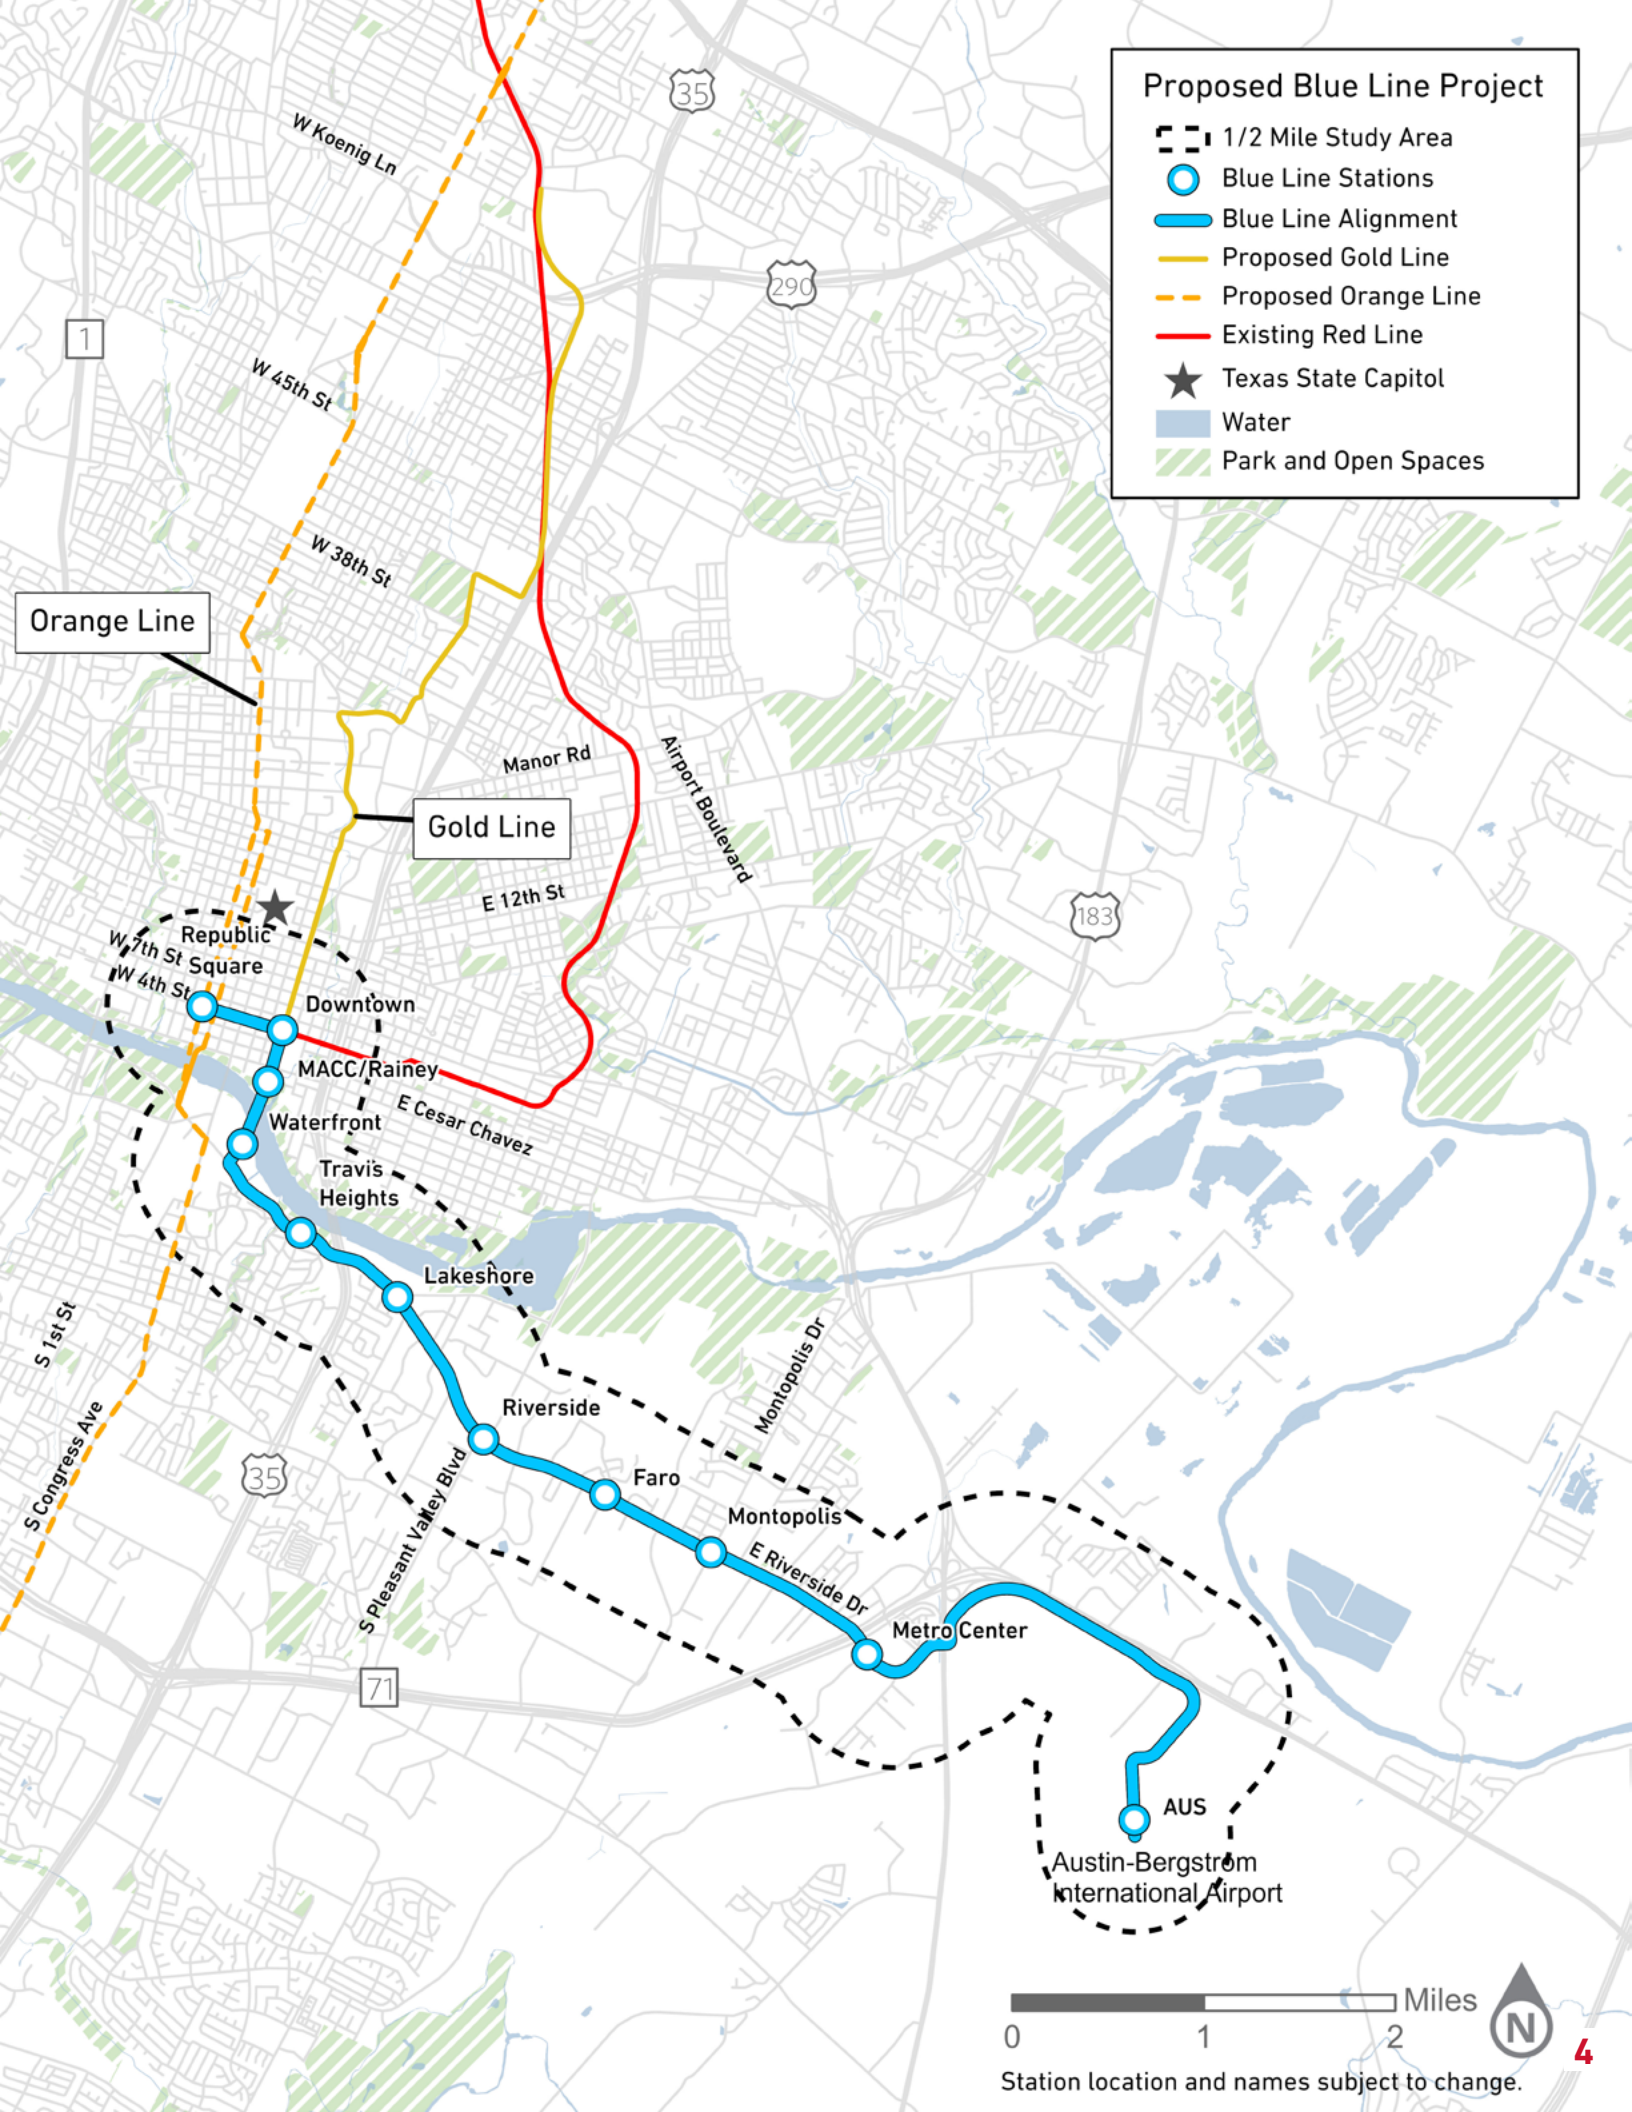 Proposed Blue Line Project
1/2 Mile Study Area
Blue Line Stations
Blue Line Alignment
Proposed Gold Line
Proposed Orange Line
Existing Red Line
Texas State Capitol
Water
Park and Open Spaces
35
W Koenig Ln
290
1
W 45th St
W 38th St
Orange Line
Manor Rd
Airport Boulevard
Gold Line
E 12th St
183
Republic
Square
W 7th St
W 4th St
Downtown
MACC/Rainey
E Cesar Chavez
Waterfront
Travis
Heights
Lakeshore
S 1st St
Montopolis Dr
Riverside
S Congress Ave
35
S Pleasant Valley Blvd
Faro
Montopolis
E Riverside Dr
Metro Center
71
AUS
Austin-Bergstrom
International Airport
Miles
0 1 2
N
4
Station location and names subject to change.